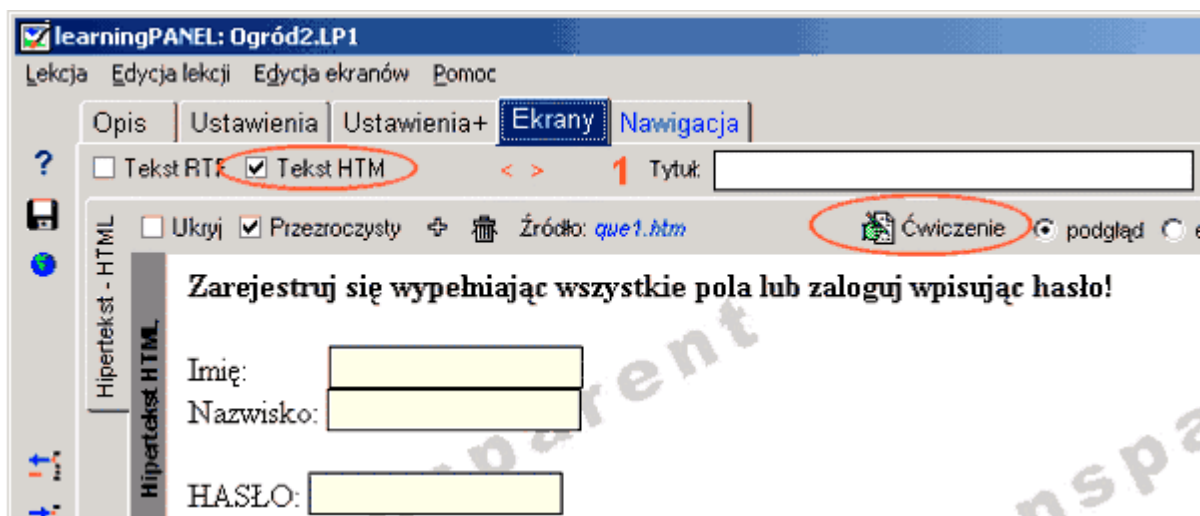 learningPANEL: Ogród2.LP1
Lekcja Edycja lekcji Edycja ekranów Pomoc
Opis Ustawienia Ustawienia+ Ekrany Nawigacja
? Tekst RTF Tekst HTM < > 1 Tytuł:
Ukryj Przezroczysty Źródło: que1.htm Ćwiczenie podgląd e
Hipertekst - HTML
Hipertekst HTML
Zarejestruj się wypełniając wszystkie pola lub zaloguj wpisując hasło!
Imię:
Nazwisko:
HASŁO: